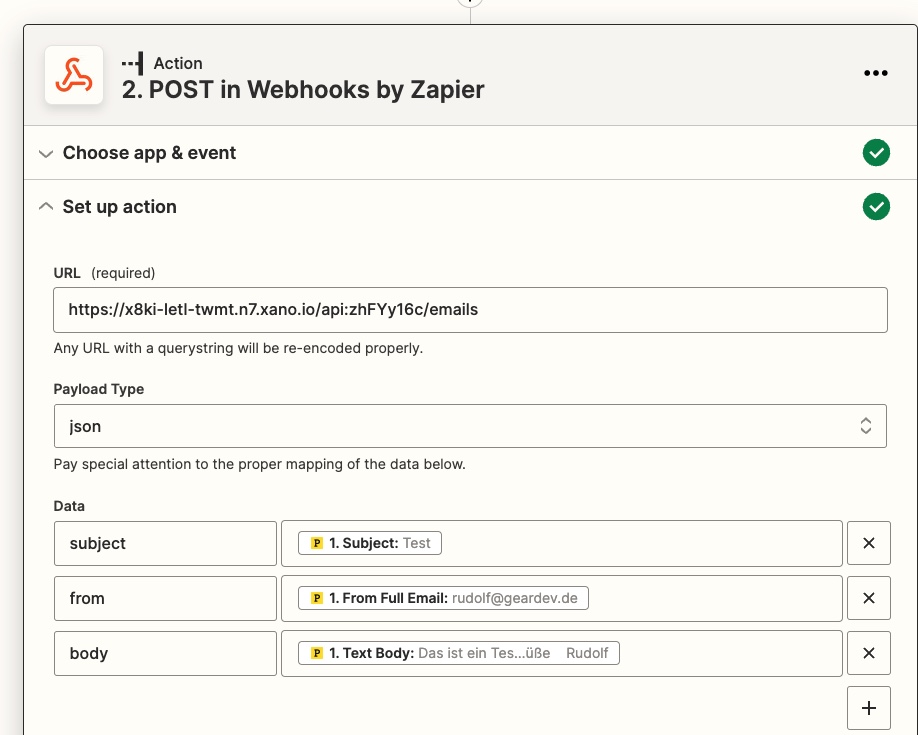 Action
2. POST in Webhooks by Zapier
Choose app & event
Set up action
URL (required)
https://x8ki-letl-twmt.n7.xano.io/api:zhFYy16c/emails
Any URL with a querystring will be re-encoded properly.
Payload Type
json
Pay special attention to the proper mapping of the data below.
Data
subject P 1. Subject: Test
from P 1. From Full Email: rudolf@geardev.de
body P 1. Text Body: Das ist ein Tes...üße Rudolf